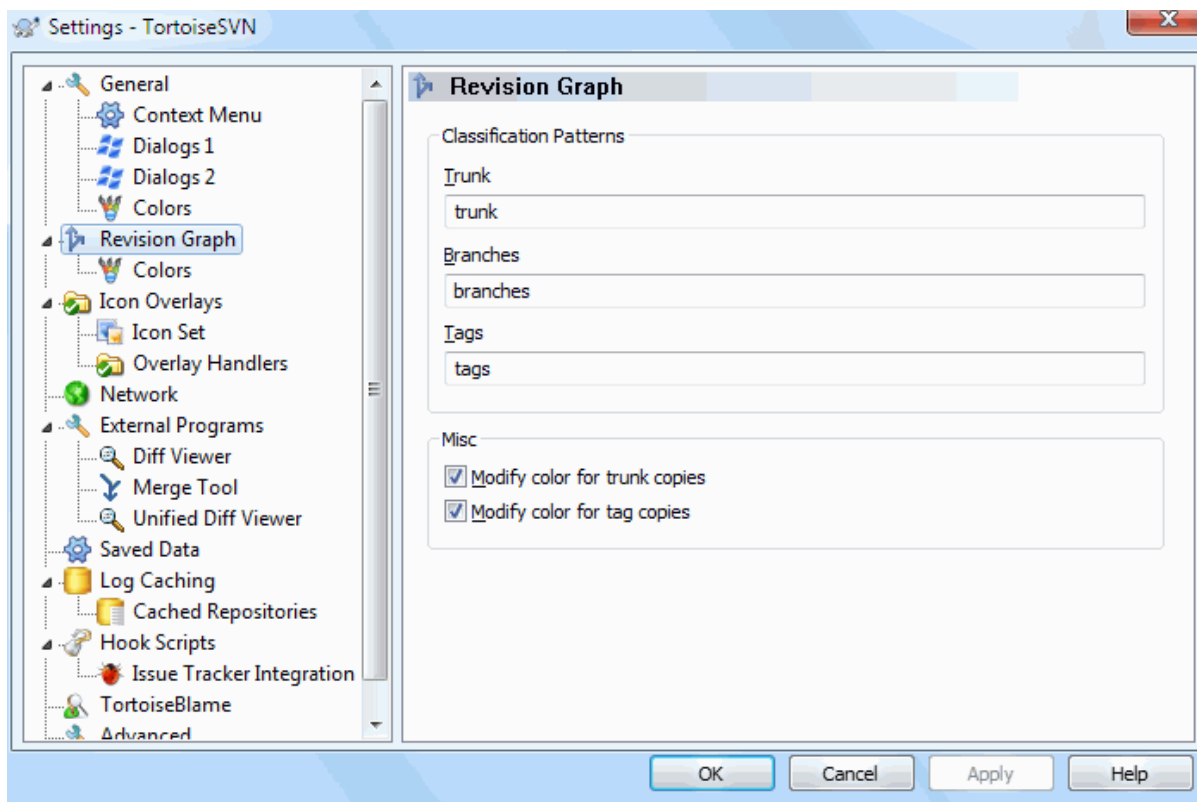 Settings - TortoiseSVN
General
Context Menu
Dialogs 1
Dialogs 2
Colors
Revision Graph
Colors
Icon Overlays
Icon Set
Overlay Handlers
Network
External Programs
Diff Viewer
Merge Tool
Unified Diff Viewer
Saved Data
Log Caching
Cached Repositories
Hook Scripts
Issue Tracker Integration
TortoiseBlame
Advanced
Revision Graph
Classification Patterns
Trunk
trunk
Branches
branches
Tags
tags
Misc
Modify color for trunk copies
Modify color for tag copies
OK Cancel Apply Help